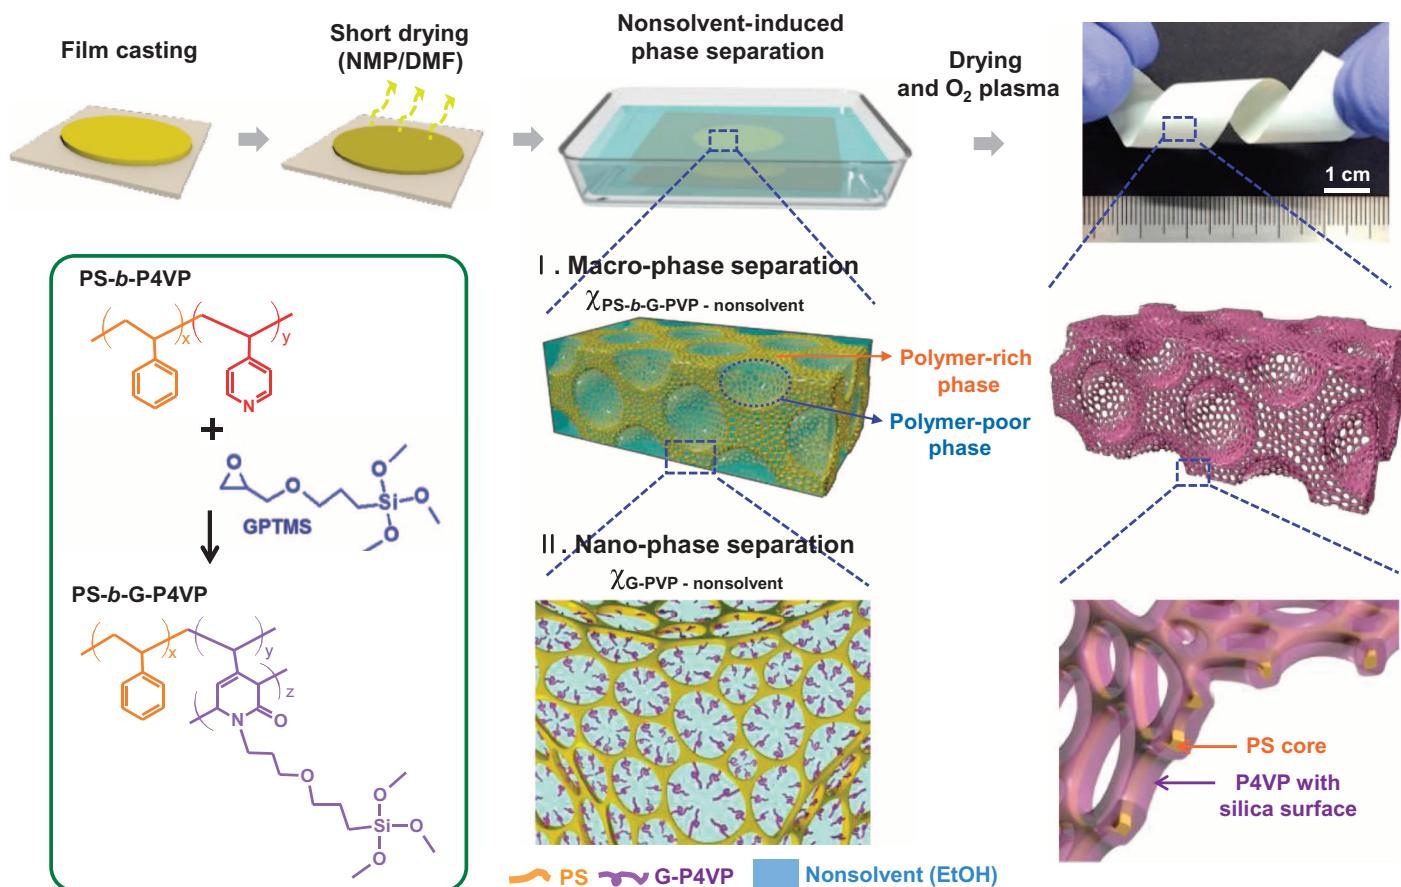 Film casting
Short drying
(NMP/DMF)
Nonsolvent-induced
phase separation
Drying
and O₂ plasma
1 cm
PS-b-P4VP
x
y
N
+
O
O
O
Si
O
O
GPTMS
PS-b-G-P4VP
x
y
z
N
O
O
O
Si
O
O
Ⅰ. Macro-phase separation
χPS-b-G-PVP - nonsolvent
Polymer-rich
phase
Polymer-poor
phase
Ⅱ. Nano-phase separation
χG-PVP - nonsolvent
PS core
P4VP with
silica surface
PS
G-P4VP
Nonsolvent (EtOH)